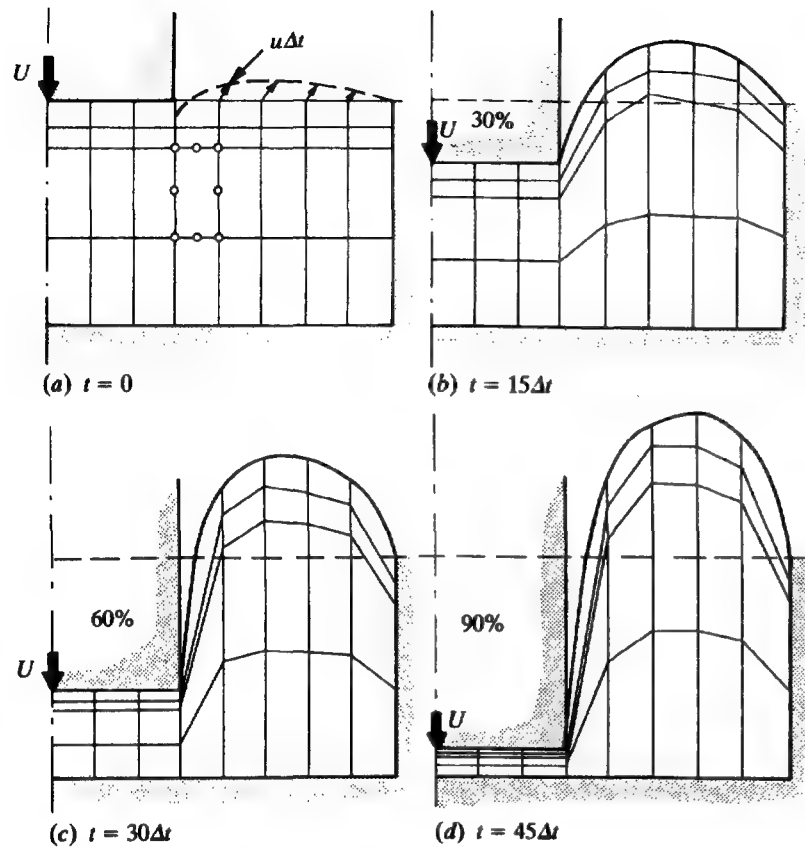 uΔt
U
(a) t = 0
30%
U
(b) t = 15Δt
60%
U
(c) t = 30Δt
90%
U
(d) t = 45Δt